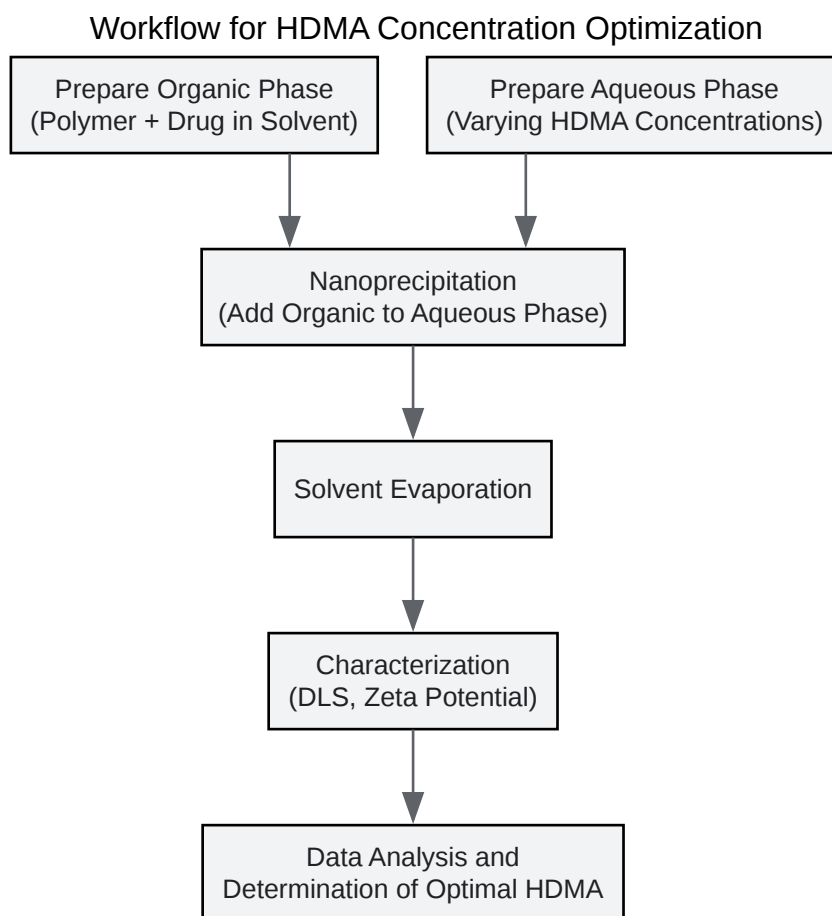 Workflow for HDMA Concentration Optimization
Prepare Organic Phase
(Polymer + Drug in Solvent)
Prepare Aqueous Phase
(Varying HDMA Concentrations)
Nanoprecipitation
(Add Organic to Aqueous Phase)
Solvent Evaporation
Characterization
(DLS, Zeta Potential)
Data Analysis and
Determination of Optimal HDMA